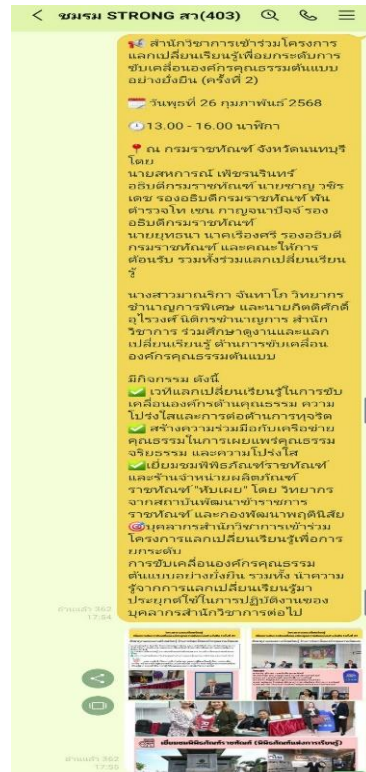 ชมรม STRONG สว(403)
📢 สำนักวิชาการเข้าร่วมโครงการ
แลกเปลี่ยนเรียนรู้เพื่อยกระดับการ
ขับเคลื่อนองค์กรคุณธรรมต้นแบบ
อย่างยั่งยืน (ครั้งที่ 2)
🗓️ วันพุธที่ 26 กุมภาพันธ์ 2568
🕐13.00 - 16.00 นาฬิกา
📍ณ กรมราชทัณฑ์ จังหวัดนนทบุรี
โดย
นายสหการณ์ เพ็ชรนรินทร์
อธิบดีกรมราชทัณฑ์ นายชาญ วชิร
เดช รองอธิบดีกรมราชทัณฑ์ พัน
ตำรวจโท เชน กาญจนาปัจจ์ รอง
อธิบดีกรมราชทัณฑ์
นายยุทธนา นาคเรืองศรี รองอธิบดี
กรมราชทัณฑ์ และคณะให้การ
ต้อนรับ รวมทั้งร่วมแลกเปลี่ยนเรียน
รู้
นางสาวมาณริกา จันทาโภ วิทยากร
ชำนาญการพิเศษ และนายกิตติศักดิ์
อุไรวงศ์ นิติกรชำนาญการ สำนัก
วิชาการ ร่วมศึกษาดูงานและแลก
เปลี่ยนเรียนรู้ ด้านการขับเคลื่อน
องค์กรคุณธรรมต้นแบบ
มีกิจกรรม ดังนี้
✅ เวทีแลกเปลี่ยนเรียนรู้ในการขับ
เคลื่อนองค์กรด้านคุณธรรม ความ
โปร่งใสและการต่อต้านการทุจริต
✅ สร้างความร่วมมือกับเครือข่าย
คุณธรรมในการเผยแพร่คุณธรรม
จริยธรรม และความโปร่งใส
✅เยี่ยมชมพิพิธภัณฑ์ราชทัณฑ์
และร้านจำหน่ายผลิตภัณฑ์
ราชทัณฑ์ "หับเผย" โดย วิทยากร
จากสถาบันพัฒนาข้าราชการ
ราชทัณฑ์ และกองพัฒนาพฤตินิสัย
🎯บุคลากรสำนักวิชาการเข้าร่วม
โครงการแลกเปลี่ยนเรียนรู้เพื่อการ
ยกระดับ
การขับเคลื่อนองค์กรคุณธรรม
ต้นแบบอย่างยั่งยืน รวมทั้ง นำความ
รู้จากการแลกเปลี่ยนเรียนรู้มา
ประยุกต์ใช้ในการปฏิบัติงานของ
บุคลากรสำนักวิชาการต่อไป
อ่านแล้ว 362
17:54
เยี่ยมชมพิพิธภัณฑ์ราชทัณฑ์ (พิพิธภัณฑ์แห่งการเรียนรู้)
อ่านแล้ว 362
17:55